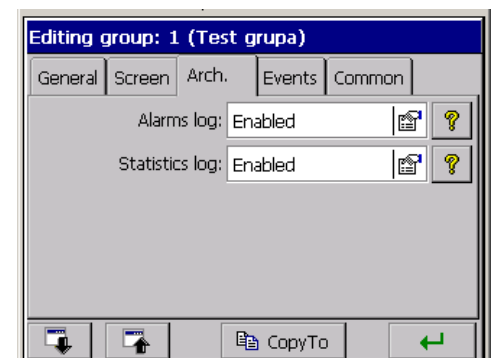 Editing group: 1 (Test grupa)
General Screen Arch. Events Common
Alarms log: Enabled ?
Statistics log: Enabled ?
CopyTo